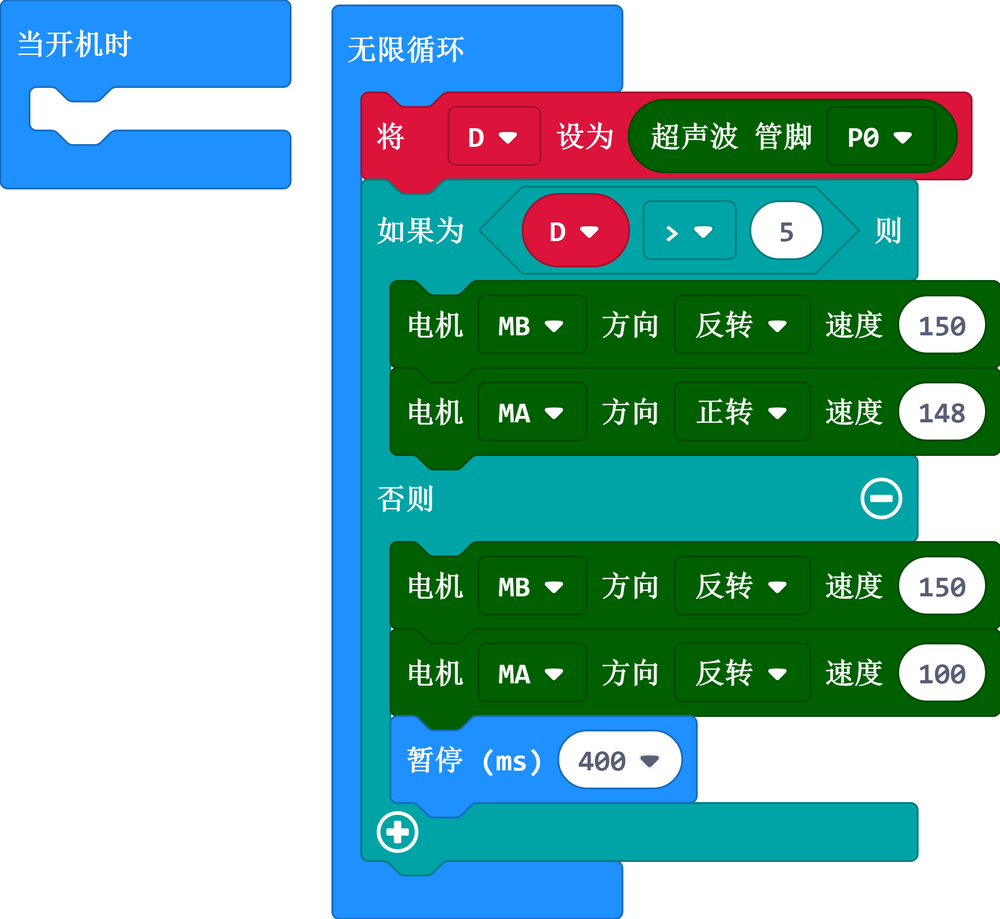 当开机时
无限循环
将 D 设为 超声波 管脚 P0
如果为 D > 5 则
电机 MB 方向 反转 速度 150
电机 MA 方向 正转 速度 148
否则
电机 MB 方向 反转 速度 150
电机 MA 方向 反转 速度 100
暂停 (ms) 400